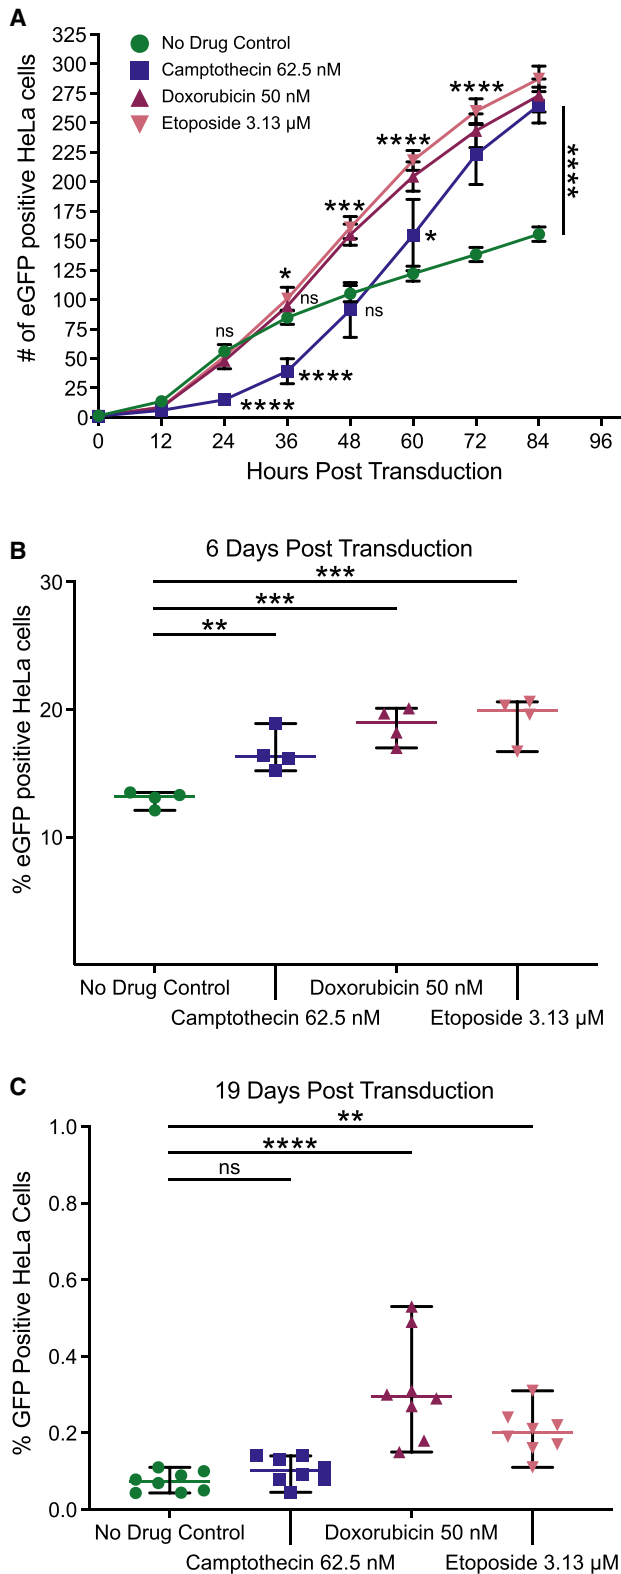 A
325
300
275
250
225
200
175
150
125
100
75
50
25
0
# of eGFP positive HeLa cells
No Drug Control
Camptothecin 62.5 nM
Doxorubicin 50 nM
Etoposide 3.13 µM
ns
****
*
ns
****
***
ns
****
*
****
****
0 12 24 36 48 60 72 84 96
Hours Post Transduction
B
6 Days Post Transduction
% eGFP positive HeLa cells
30
20
10
***
***
**
No Drug Control Doxorubicin 50 nM
Camptothecin 62.5 nM Etoposide 3.13 µM
C
19 Days Post Transduction
% GFP Positive HeLa Cells
1.0
0.8
0.6
0.4
0.2
0.0
**
****
ns
No Drug Control Doxorubicin 50 nM
Camptothecin 62.5 nM Etoposide 3.13 µM